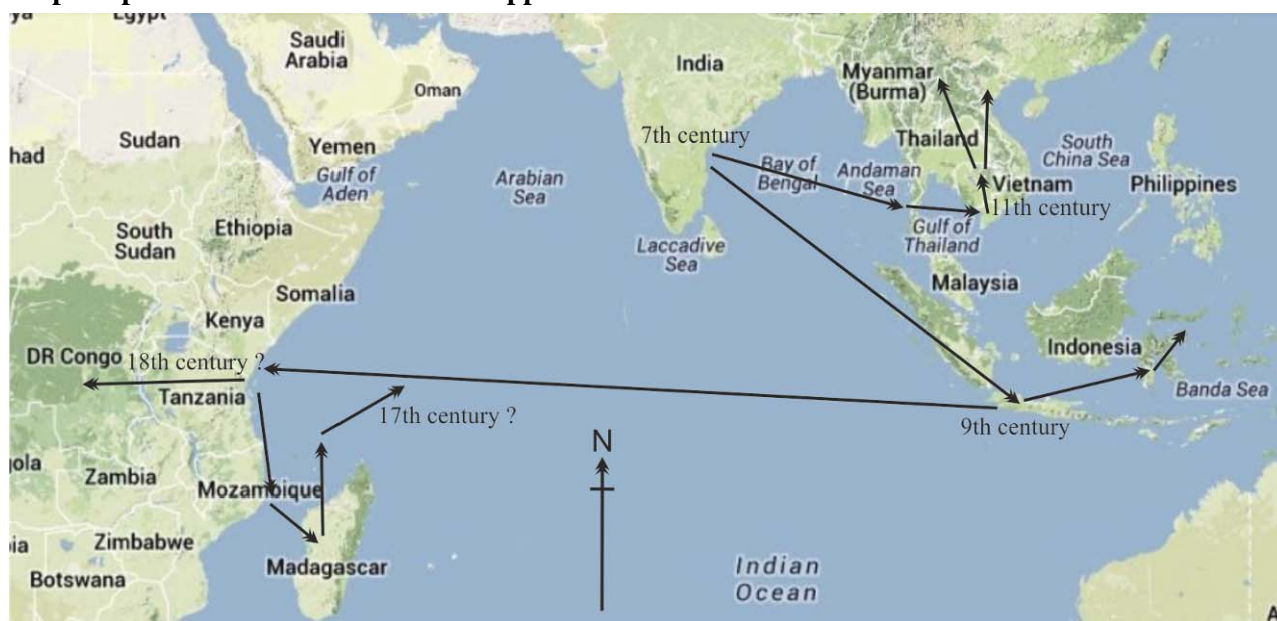 Egypt
Saudi
Arabia
Oman
India
Myanmar
(Burma)
Sudan
Yemen
Gulf of
Aden
Arabian
Sea
7th century
Bay of
Bengal
Andaman
Sea
Thailand
South
China Sea
Vietnam
Philippines
11th century
Gulf of
Thailand
South
Sudan
Ethiopia
Laccadive
Sea
Malaysia
Somalia
Kenya
DR Congo
18th century ?
Tanzania
Indonesia
Banda Sea
17th century ?
9th century
N
Zambia
Mozambique
Zimbabwe
Madagascar
Botswana
Indian
Ocean